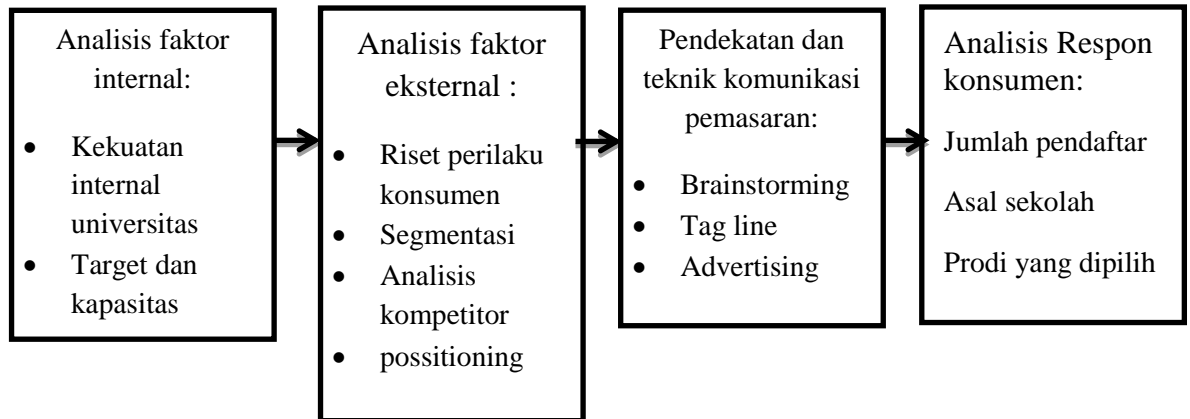 Analisis faktor
internal:
• Kekuatan
internal
universitas
• Target dan
kapasitas
Analisis faktor
eksternal :
• Riset perilaku
konsumen
• Segmentasi
• Analisis
kompetitor
• possitioning
Pendekatan dan
teknik komunikasi
pemasaran:
• Brainstorming
• Tag line
• Advertising
Analisis Respon
konsumen:
Jumlah pendaftar
Asal sekolah
Prodi yang dipilih